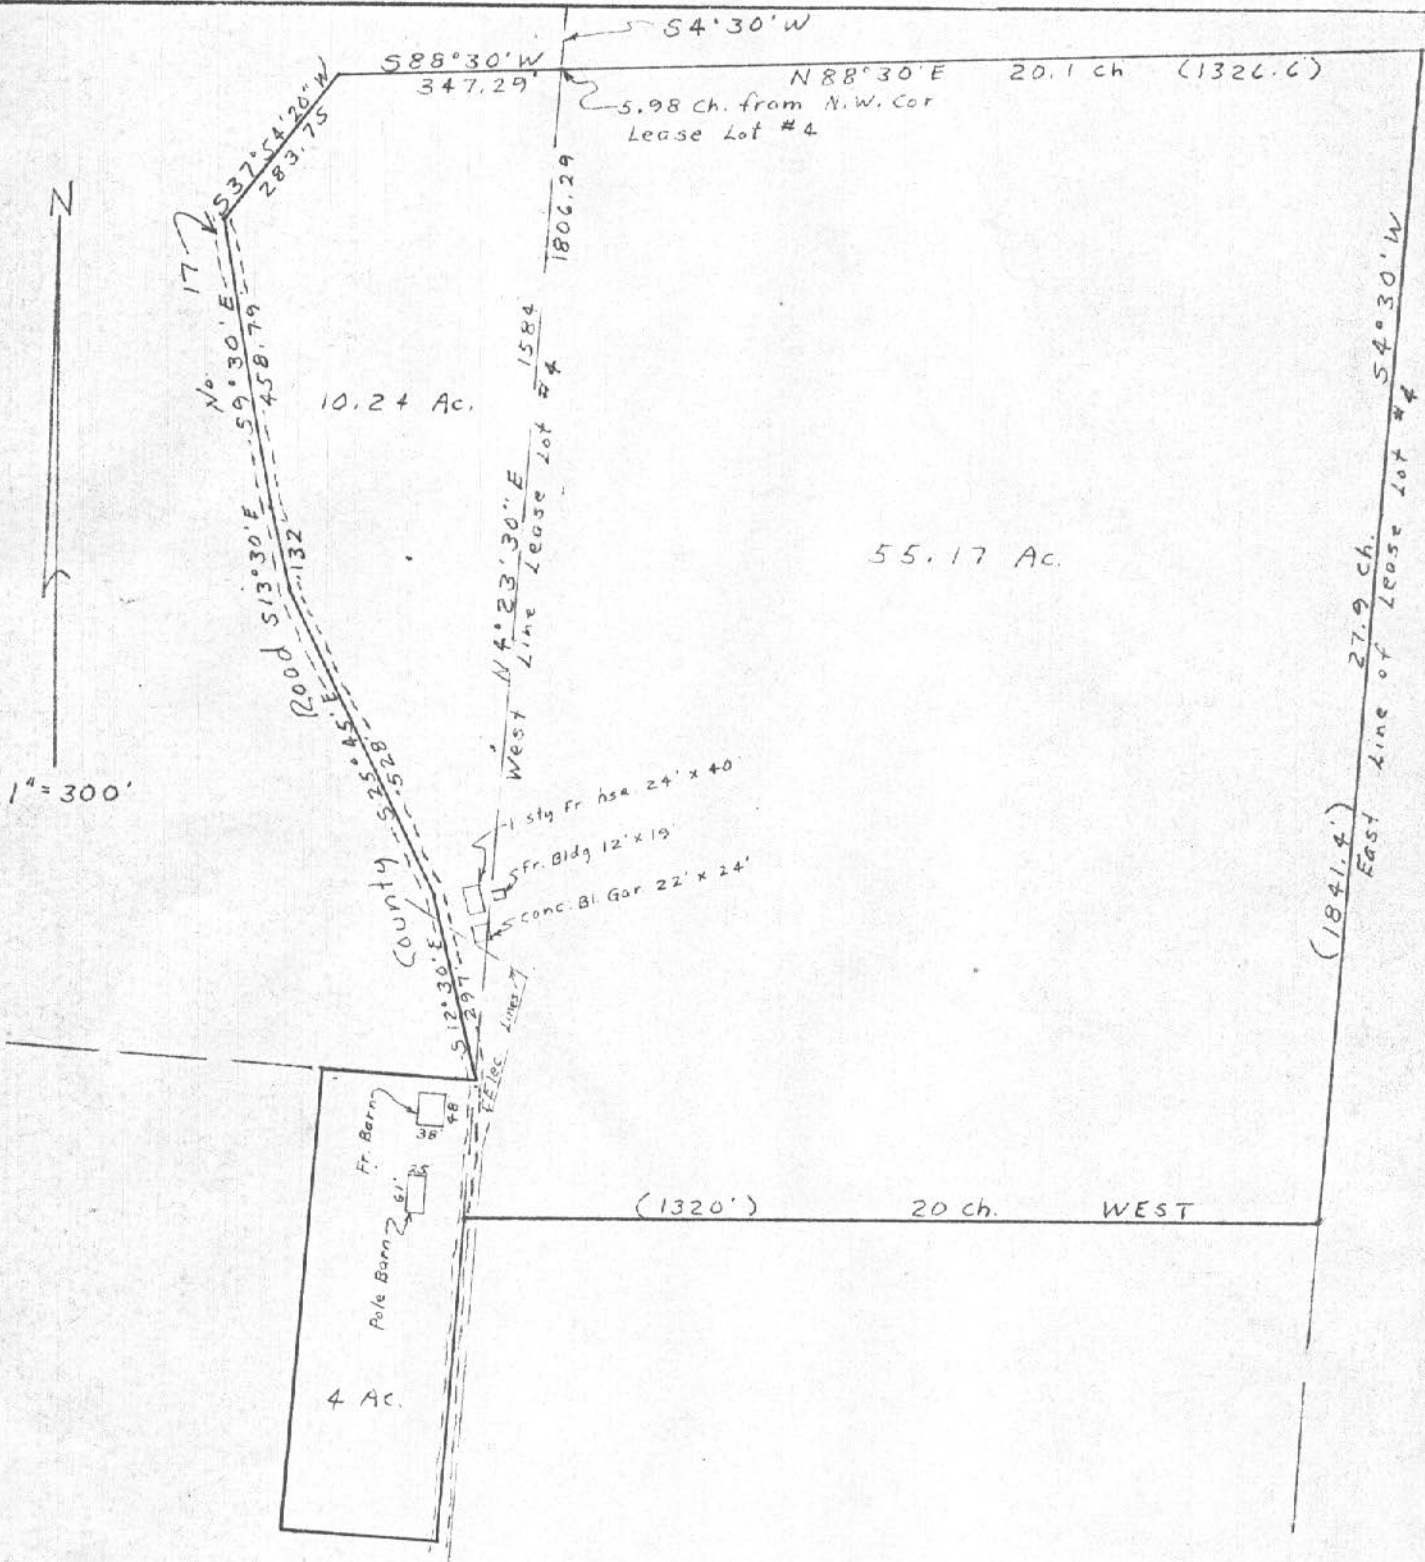 S4°30'W
S88°30'W
347.29'
N88°30'E 20.1 ch (1326.6)
5.98 ch. from N.W. Cor
Lease Lot #4
S37°54'20"W
283.75
N
17
No.
S9°30'E
458.79
10.24 Ac.
1584
1806.29
N4°23'30"E
West Line Lease Lot #4
S4°30'W
27.9 ch.
(1841.4')
East Line of Lease Lot #4
55.17 Ac.
S13°30'E
132
Road
1"=300'
S25°45'E
528
County
1 sty Fr. hse. 24' x 40'
Fr. Bldg 12' x 19'
conc. Bl. Gar. 22' x 24'
S12°30'E
297
Elec. Lines
Fr. Barn
48
38
Pole Barn
61'
(1320') 20 ch. WEST
4 Ac.